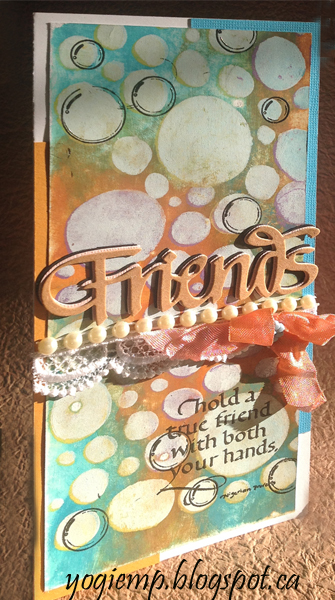 Friends
hold a
true friend
with both
your hands.
yogiemp.blogspot.ca